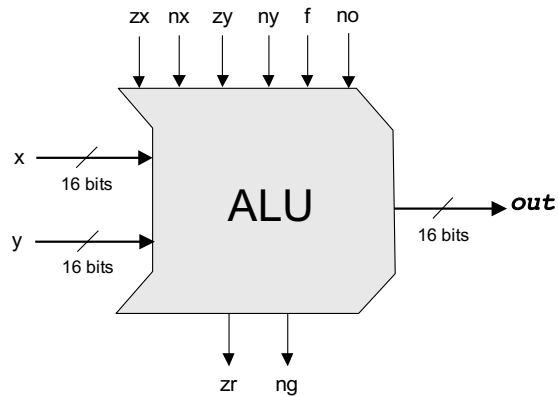 zx nx zy ny f no
x
16 bits
ALU
out
16 bits
y
16 bits
zr ng